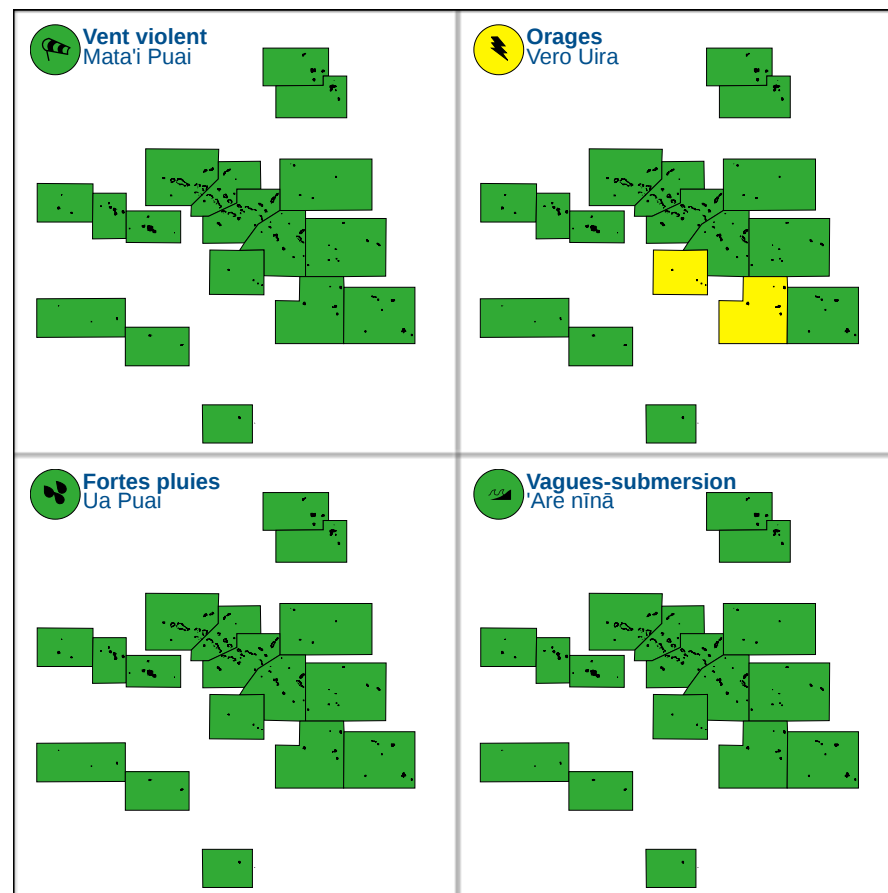 Vent violent
Mata'i Puai
Orages
Vero Uira
Fortes pluies
Ua Puai
Vagues-submersion
'Are nīnā